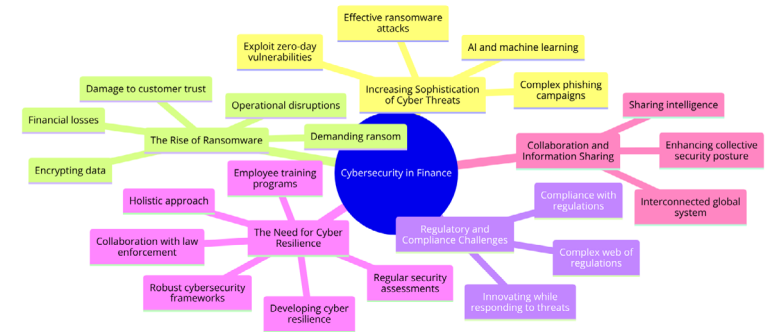 Effective ransomware
attacks
Exploit zero-day
vulnerabilities
AI and machine learning
Increasing Sophistication
of Cyber Threats
Complex phishing
campaigns
Damage to customer trust
Operational disruptions
Financial losses
The Rise of Ransomware
Demanding ransom
Encrypting data
Cybersecurity in Finance
Sharing intelligence
Collaboration and
Information Sharing
Enhancing collective
security posture
Interconnected global
system
Employee training
programs
Holistic approach
The Need for Cyber
Resilience
Collaboration with law
enforcement
Robust cybersecurity
frameworks
Developing cyber
resilience
Regular security
assessments
Regulatory and
Compliance Challenges
Compliance with
regulations
Complex web of
regulations
Innovating while
responding to threats